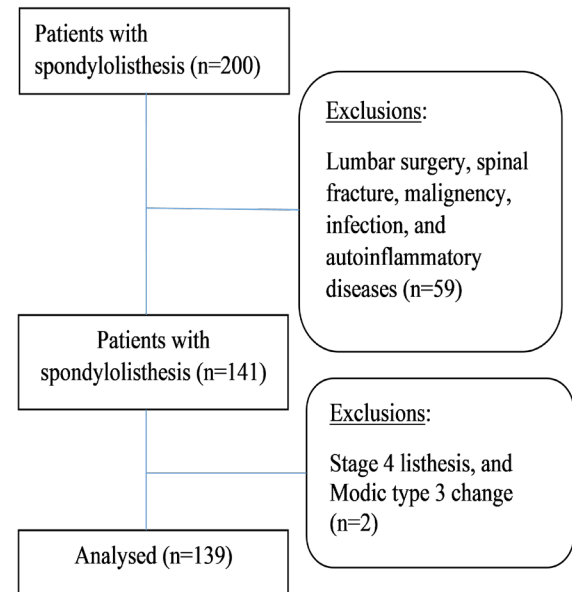 Patients with
spondylolisthesis (n=200)
Exclusions:
Lumbar surgery, spinal
fracture, malignency,
infection, and
autoinflammatory
diseases (n=59)
Patients with
spondylolisthesis (n=141)
Exclusions:
Stage 4 listhesis, and
Modic type 3 change
(n=2)
Analysed (n=139)